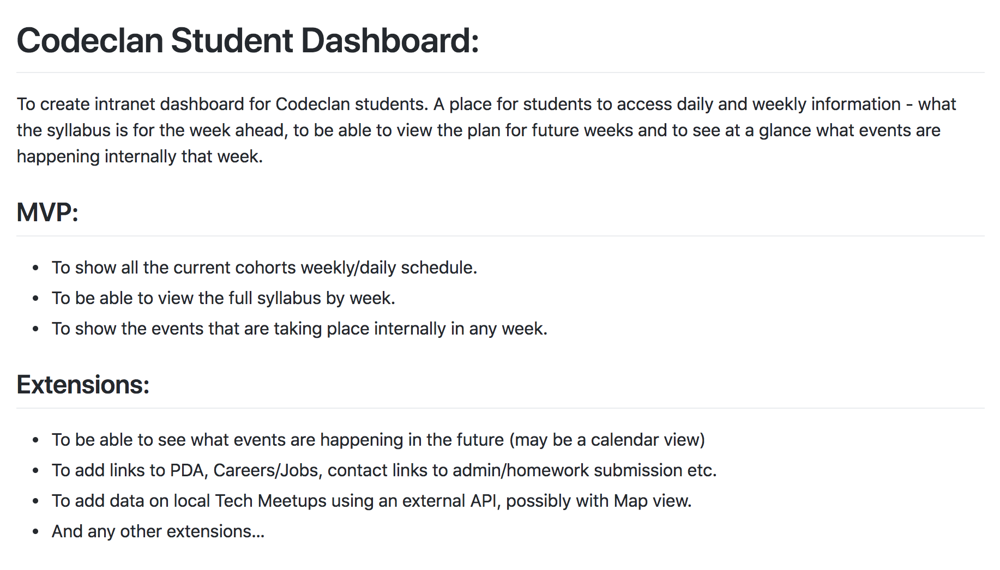 Codeclan Student Dashboard:
To create intranet dashboard for Codeclan students. A place for students to access daily and weekly information - what
the syllabus is for the week ahead, to be able to view the plan for future weeks and to see at a glance what events are
happening internally that week.
MVP:
• To show all the current cohorts weekly/daily schedule.
• To be able to view the full syllabus by week.
• To show the events that are taking place internally in any week.
Extensions:
• To be able to see what events are happening in the future (may be a calendar view)
• To add links to PDA, Careers/Jobs, contact links to admin/homework submission etc.
• To add data on local Tech Meetups using an external API, possibly with Map view.
• And any other extensions...